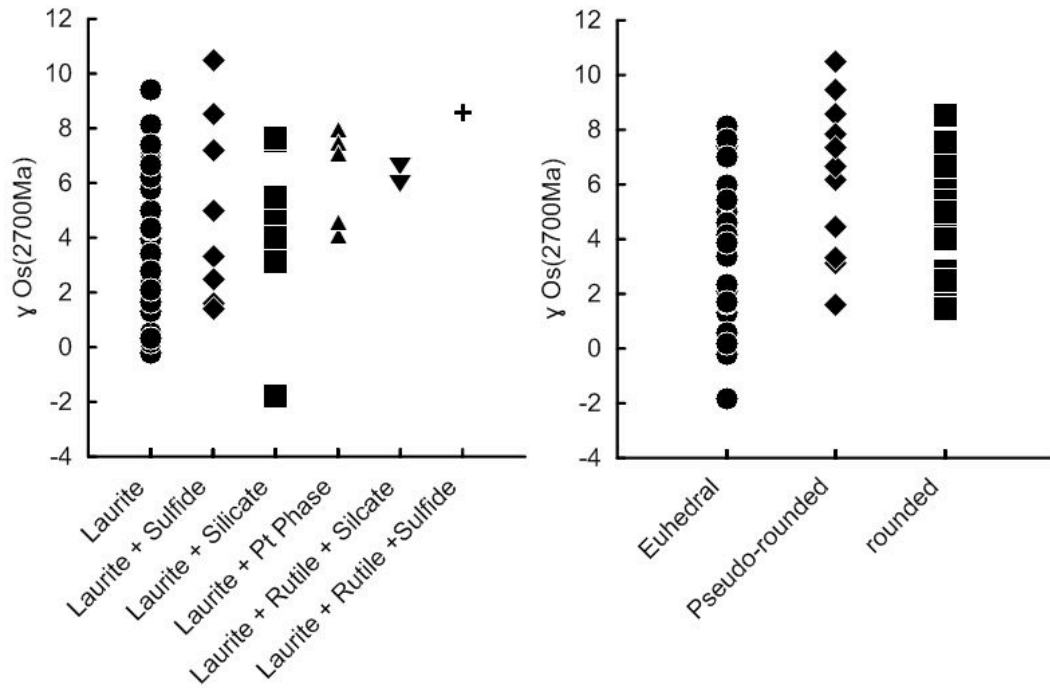 12
10
8
6
4
2
0
-2
-4
γ Os(2700Ma)
Laurite
Laurite + Sulfide
Laurite + Silicate
Laurite + Pt Phase
Laurite + Rutile + Silcate
Laurite + Rutile +Sulfide
12
10
8
6
4
2
0
-2
-4
γ Os(2700Ma)
Euhedral
Pseudo-rounded
rounded